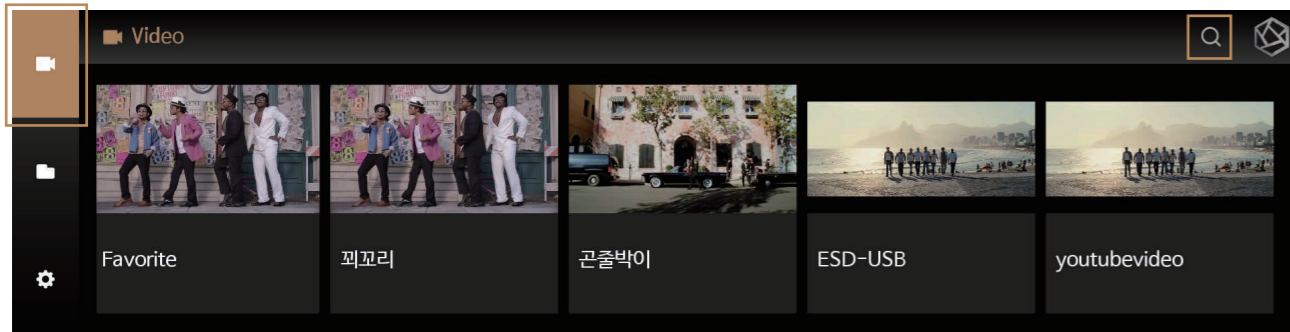 Video
Favorite
꾀꼬리
곤줄박이
ESD-USB
youtubevideo